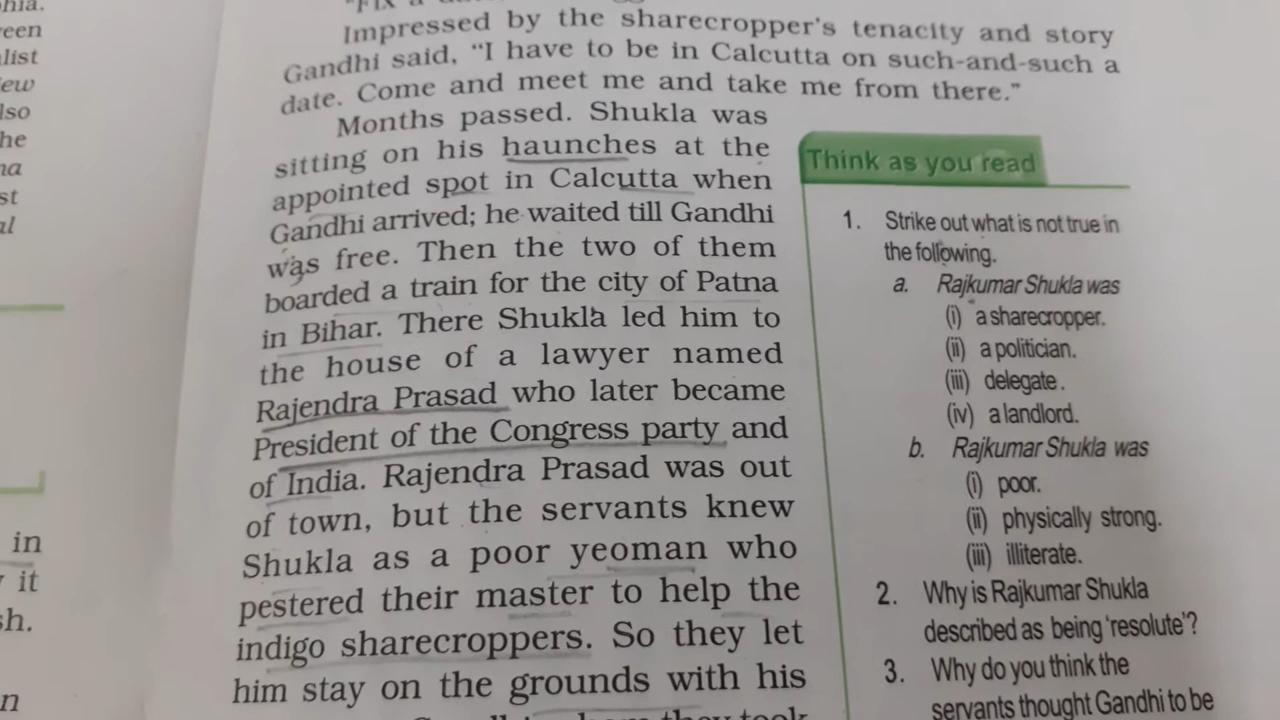 hia.
een
list
ew
lso
he
na
st
al
in
it
sh.
n
"Fix a
Impressed by the sharecropper's tenacity and story
Gandhi said, "I have to be in Calcutta on such-and-such a
date. Come and meet me and take me from there."
Months passed. Shukla was
sitting on his haunches at the
appointed spot in Calcutta when
Gandhi arrived; he waited till Gandhi
was free. Then the two of them
boarded a train for the city of Patna
in Bihar. There Shukla led him to
the house of a lawyer named
Rajendra Prasad who later became
President of the Congress party and
of India. Rajendra Prasad was out
of town, but the servants knew
Shukla as a poor yeoman who
pestered their master to help the
indigo sharecroppers. So they let
him stay on the grounds with his
they took
Think as you read
1. Strike out what is not true in
the following.
a. Rajkumar Shukla was
(i) a sharecropper.
(ii) a politician.
(iii) delegate.
(iv) a landlord.
b. Rajkumar Shukla was
(i) poor.
(ii) physically strong.
(iii) illiterate.
2. Why is Rajkumar Shukla
described as being 'resolute'?
3. Why do you think the
servants thought Gandhi to be